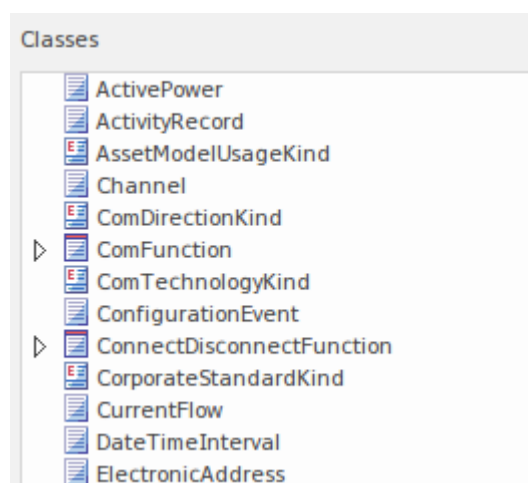 Classes
ActivePower
ActivityRecord
AssetModelUsageKind
Channel
ComDirectionKind
ComFunction
ComTechnologyKind
ConfigurationEvent
ConnectDisconnectFunction
CorporateStandardKind
CurrentFlow
DateTimeInterval
ElectronicAddress